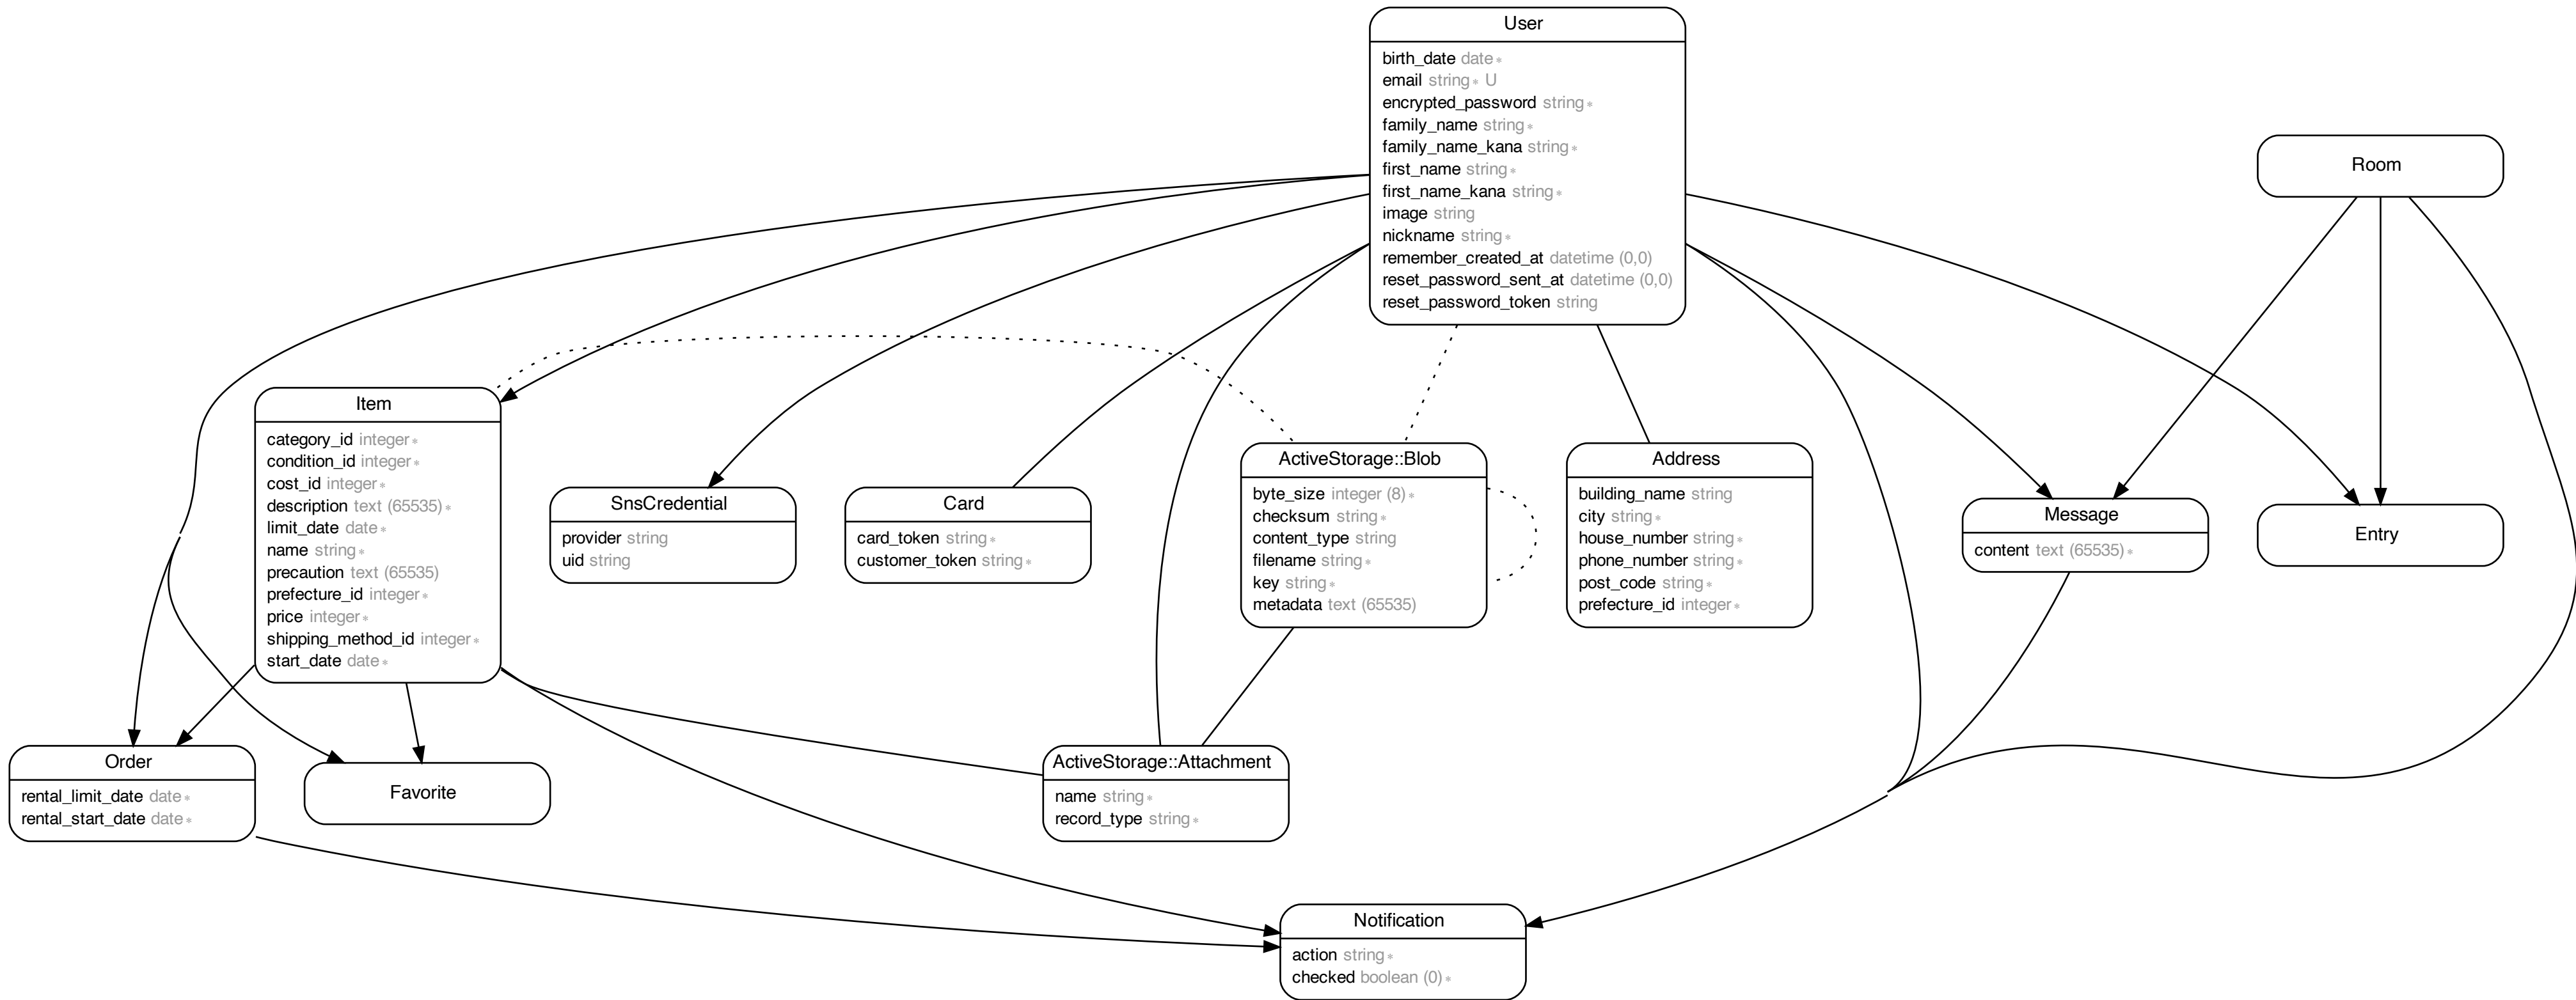 User
birth_date date *
email string * U
encrypted_password string *
family_name string *
family_name_kana string *
first_name string *
first_name_kana string *
image string
nickname string *
remember_created_at datetime (0,0)
reset_password_sent_at datetime (0,0)
reset_password_token string
Room
Item
category_id integer *
condition_id integer *
cost_id integer *
description text (65535) *
limit_date date *
name string *
precaution text (65535)
prefecture_id integer *
price integer *
shipping_method_id integer *
start_date date *
SnsCredential
provider string
uid string
Card
card_token string *
customer_token string *
ActiveStorage::Blob
byte_size integer (8) *
checksum string *
content_type string
filename string *
key string *
metadata text (65535)
Address
building_name string
city string *
house_number string *
phone_number string *
post_code string *
prefecture_id integer *
Message
content text (65535) *
Entry
Order
rental_limit_date date *
rental_start_date date *
Favorite
ActiveStorage::Attachment
name string *
record_type string *
Notification
action string *
checked boolean (0) *